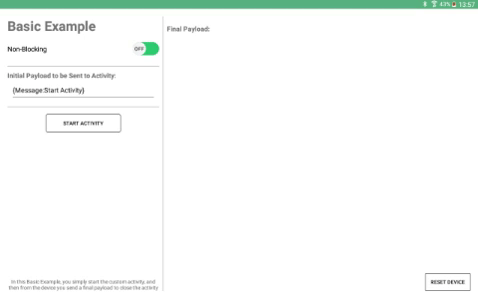 43% 13:57
Basic Example
Final Payload:
Non-Blocking
OFF
Initial Payload to be Sent to Activity:
{Message:Start Activity}
START ACTIVITY
In this Basic Example, you simply start the custom activity, and
then from the device you send a final payload to close the activity
RESET DEVICE